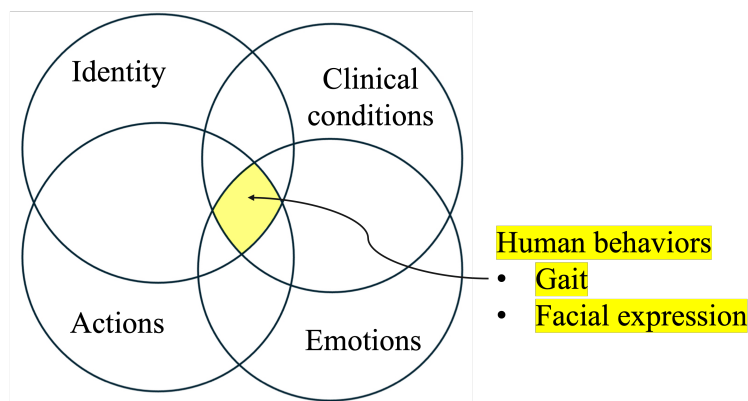 Identity
Clinical
conditions
Human behaviors
• Gait
• Facial expression
Actions
Emotions